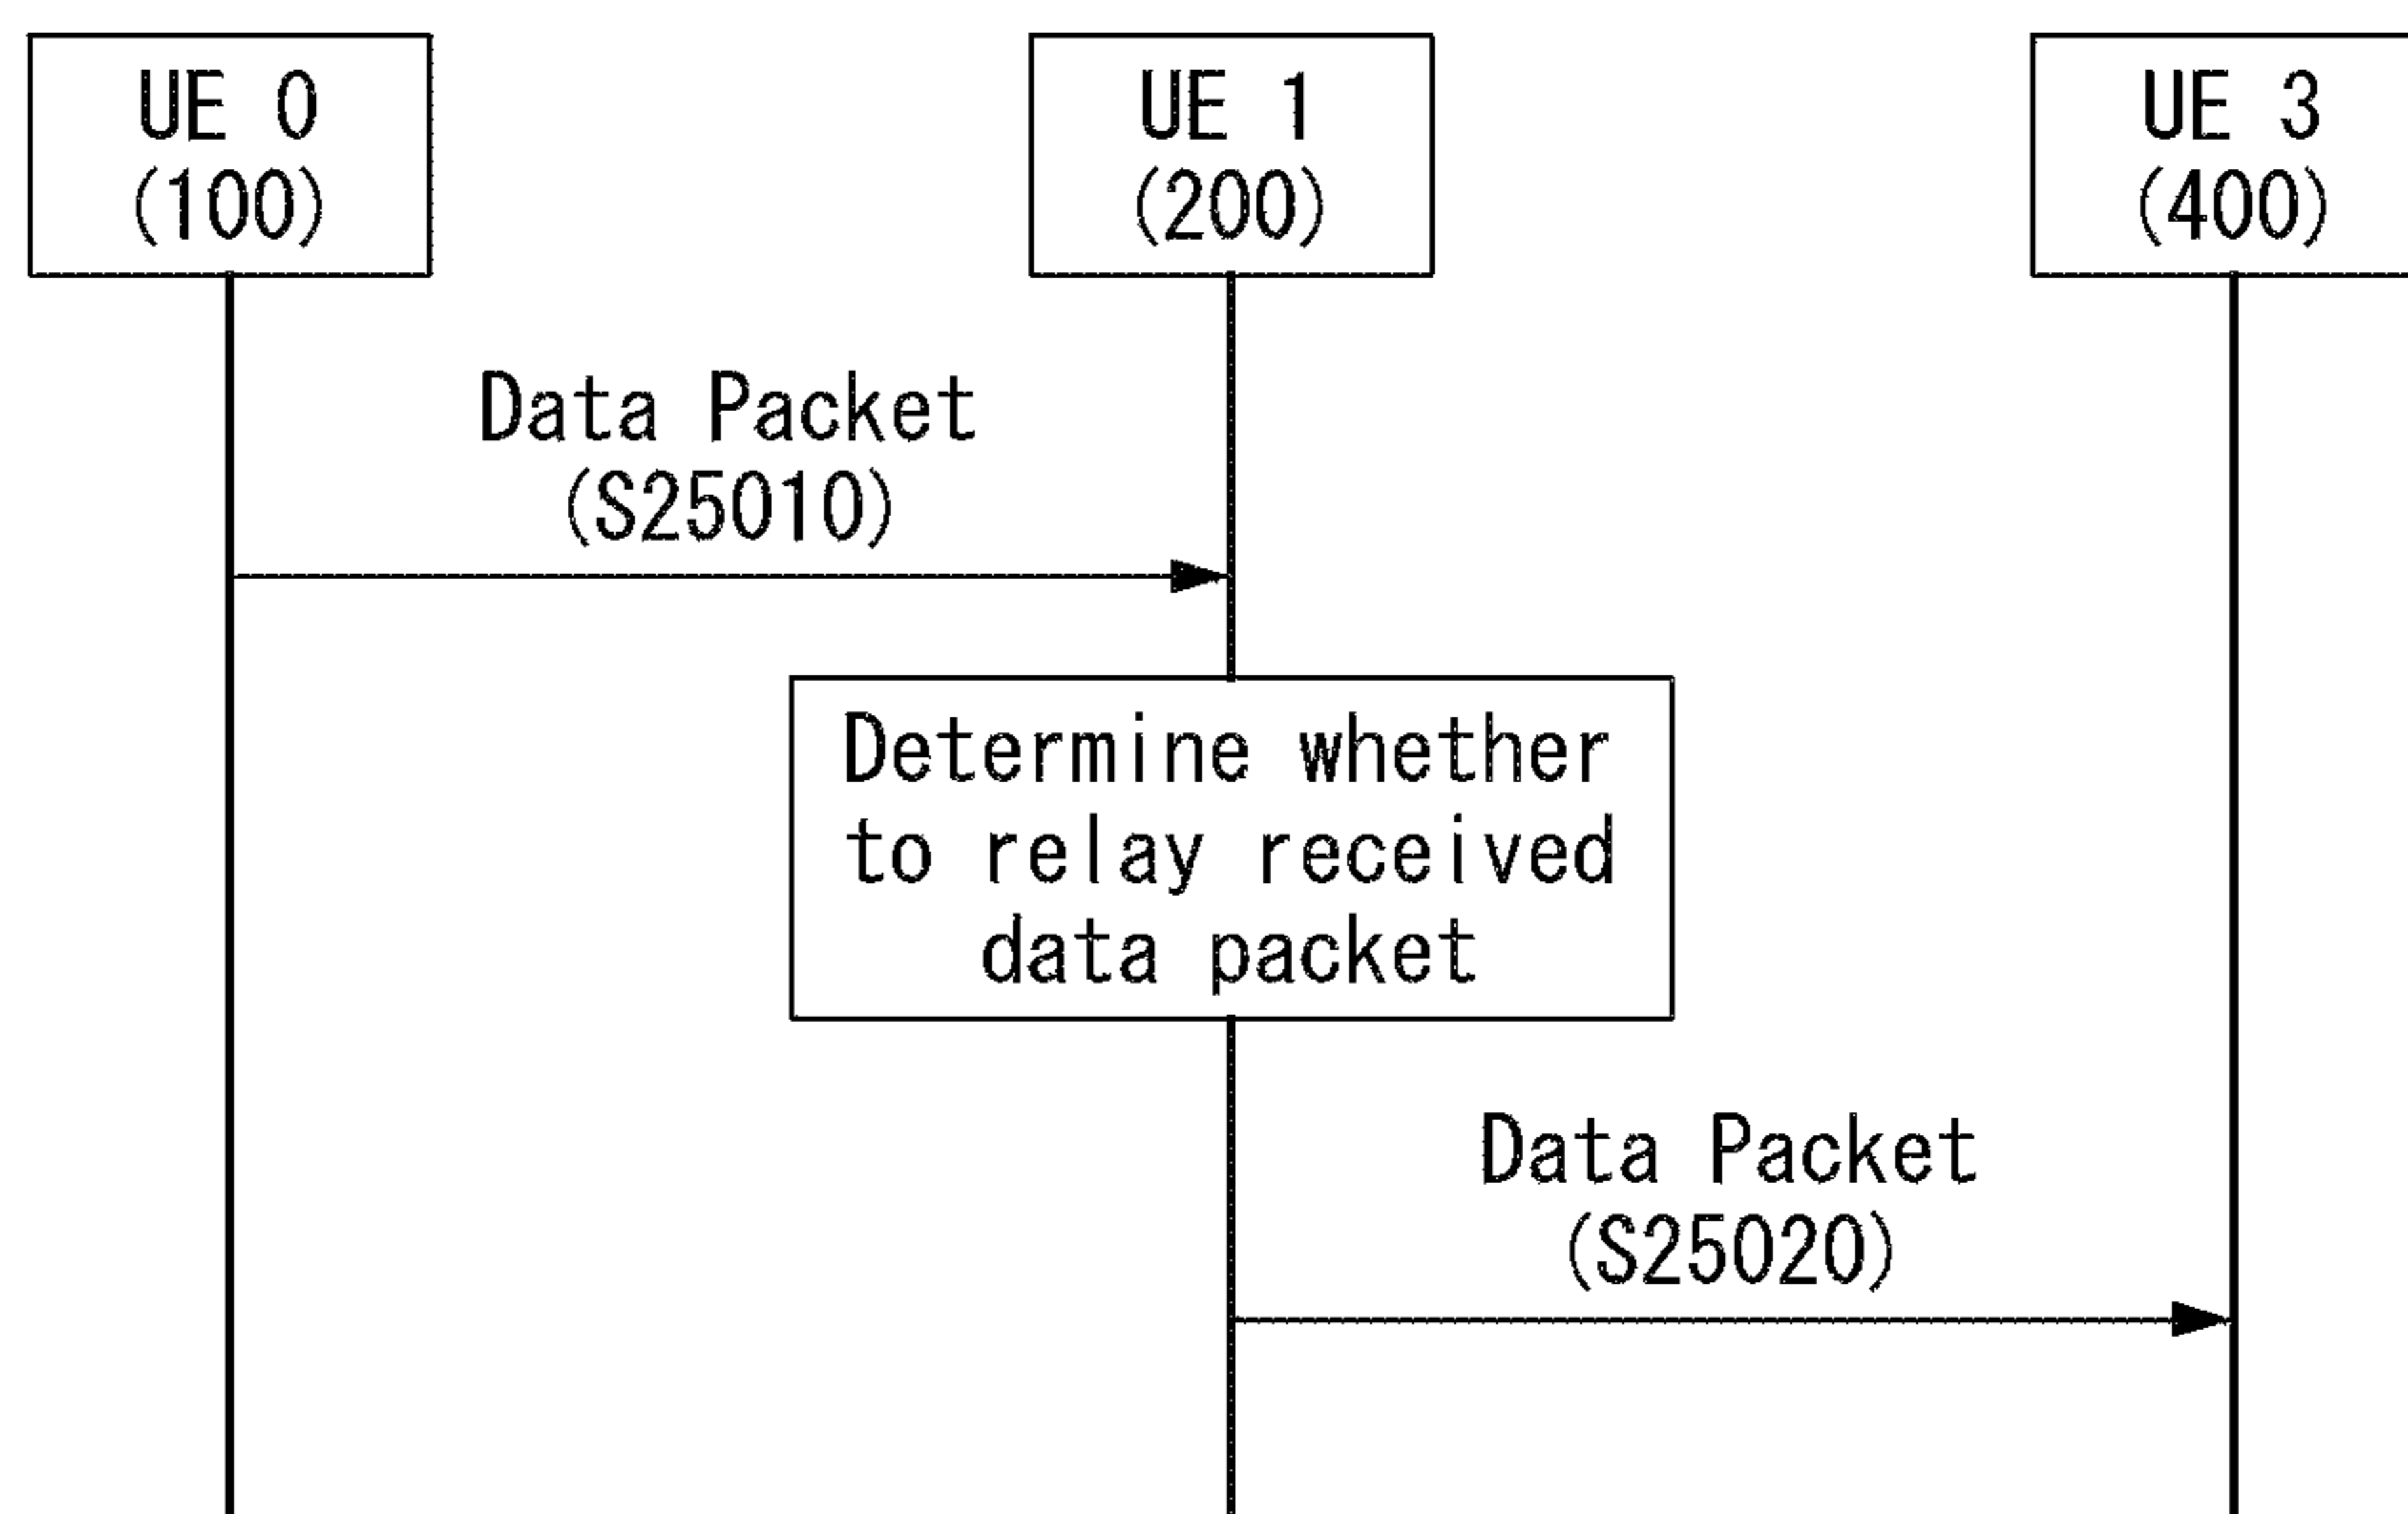 UE 0
(100)
UE 1
(200)
UE 3
(400)
Data Packet
(S25010)
Determine whether
to relay received
data packet
Data Packet
(S25020)